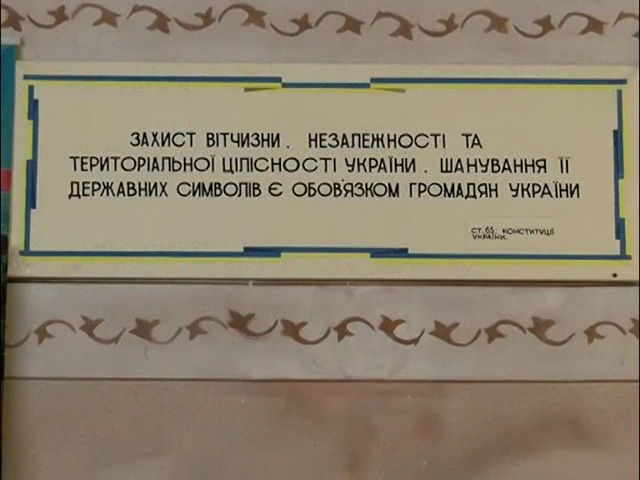 ЗАХИСТ ВІТЧИЗНИ. НЕЗАЛЕЖНОСТІ ТА
ТЕРИТОРІАЛЬНОЇ ЦІЛІСНОСТІ УКРАЇНИ. ШАНУВАННЯ ЇЇ
ДЕРЖАВНИХ СИМВОЛІВ Є ОБОВ'ЯЗКОМ ГРОМАДЯН УКРАЇНИ
СТ. 65: КОНСТИТУЦІЇ
УКРАЇНИ.